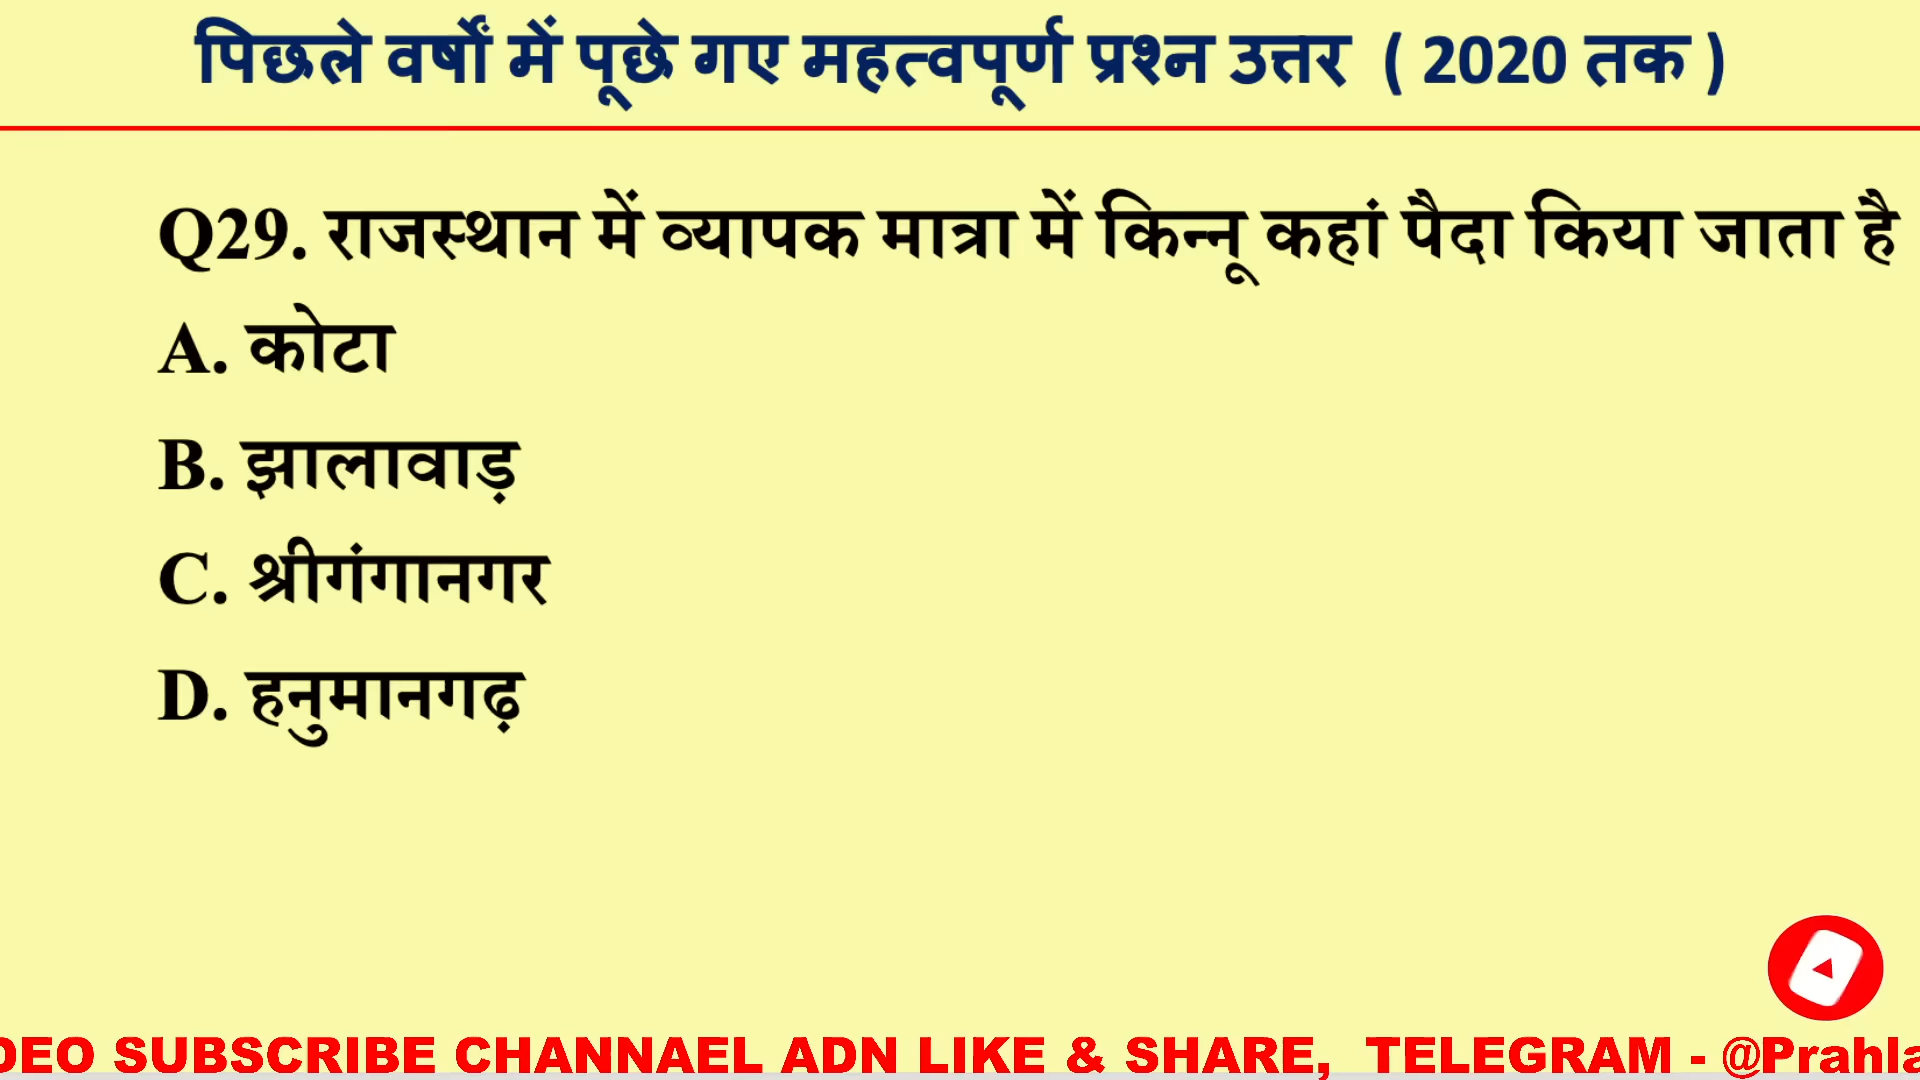 पिछले वर्षों में पूछे गए महत्वपूर्ण प्रश्न उत्तर ( 2020 तक )
Q29. राजस्थान में व्यापक मात्रा में किन्नू कहां पैदा किया जाता है
A. कोटा
B. झालावाड़
C. श्रीगंगानगर
D. हनुमानगढ़
DEO SUBSCRIBE CHANNAEL ADN LIKE & SHARE, TELEGRAM - @Prahla